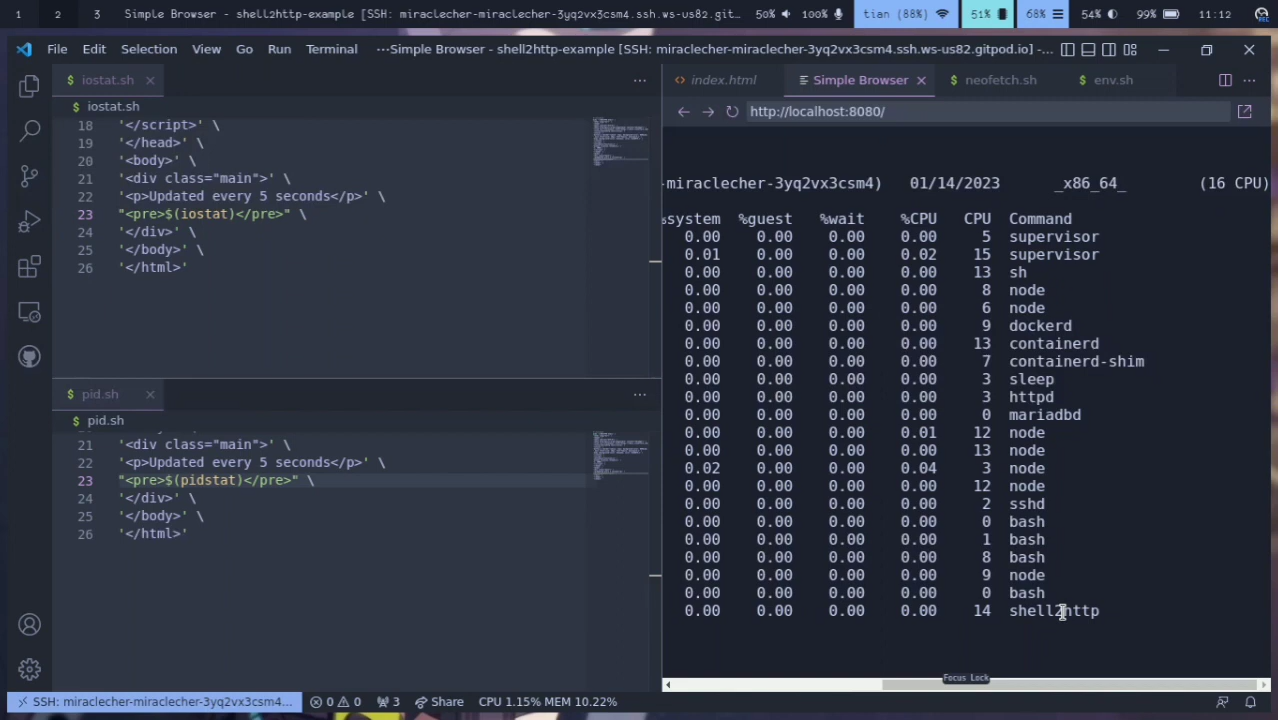 1 2 3 Simple Browser - shell2http-example [SSH: miraclecher-miraclecher-3yq2vx3csm4.ssh.ws-us82.git... 50% 100% tian (88%) 51% 68% 54% 99% 11:12
File Edit Selection View Go Run Terminal ···Simple Browser - shell2http-example [SSH: miraclecher-miraclecher-3yq2vx3csm4.ssh.ws-us82.gitpod.io] -...
$ iostat.sh
$ iostat.sh
18 '</script>' \
19 '</head>' \
20 '<body>' \
21 '<div class="main">' \
22 '<p>Updated every 5 seconds</p>' \
23 "<pre>$(iostat)</pre>" \
24 '</div>' \
25 '</body>' \
26 '</html>'
$ pid.sh
$ pid.sh
21 '<div class="main">' \
22 '<p>Updated every 5 seconds</p>' \
23 "<pre>$(pidstat)</pre>" \
24 '</div>' \
25 '</body>' \
26 '</html>'
<> index.html Simple Browser $ neofetch.sh $ env.sh
http://localhost:8080/
-miraclecher-3yq2vx3csm4) 01/14/2023 _x86_64_ (16 CPU)
%system %guest %wait %CPU CPU Command
0.00 0.00 0.00 0.00 5 supervisor
0.01 0.00 0.00 0.02 15 supervisor
0.00 0.00 0.00 0.00 13 sh
0.00 0.00 0.00 0.00 8 node
0.00 0.00 0.00 0.00 6 node
0.00 0.00 0.00 0.00 9 dockerd
0.00 0.00 0.00 0.00 13 containerd
0.00 0.00 0.00 0.00 7 containerd-shim
0.00 0.00 0.00 0.00 3 sleep
0.00 0.00 0.00 0.00 3 httpd
0.00 0.00 0.00 0.00 0 mariadbd
0.00 0.00 0.00 0.01 12 node
0.00 0.00 0.00 0.00 13 node
0.02 0.00 0.00 0.04 3 node
0.00 0.00 0.00 0.00 12 node
0.00 0.00 0.00 0.00 2 sshd
0.00 0.00 0.00 0.00 0 bash
0.00 0.00 0.00 0.00 1 bash
0.00 0.00 0.00 0.00 8 bash
0.00 0.00 0.00 0.00 9 node
0.00 0.00 0.00 0.00 0 bash
0.00 0.00 0.00 0.00 14 shell2http
Focus Lock
SSH: miraclecher-miraclecher-3yq2vx3csm4... 0 0 3 Share CPU 1.15% MEM 10.22%